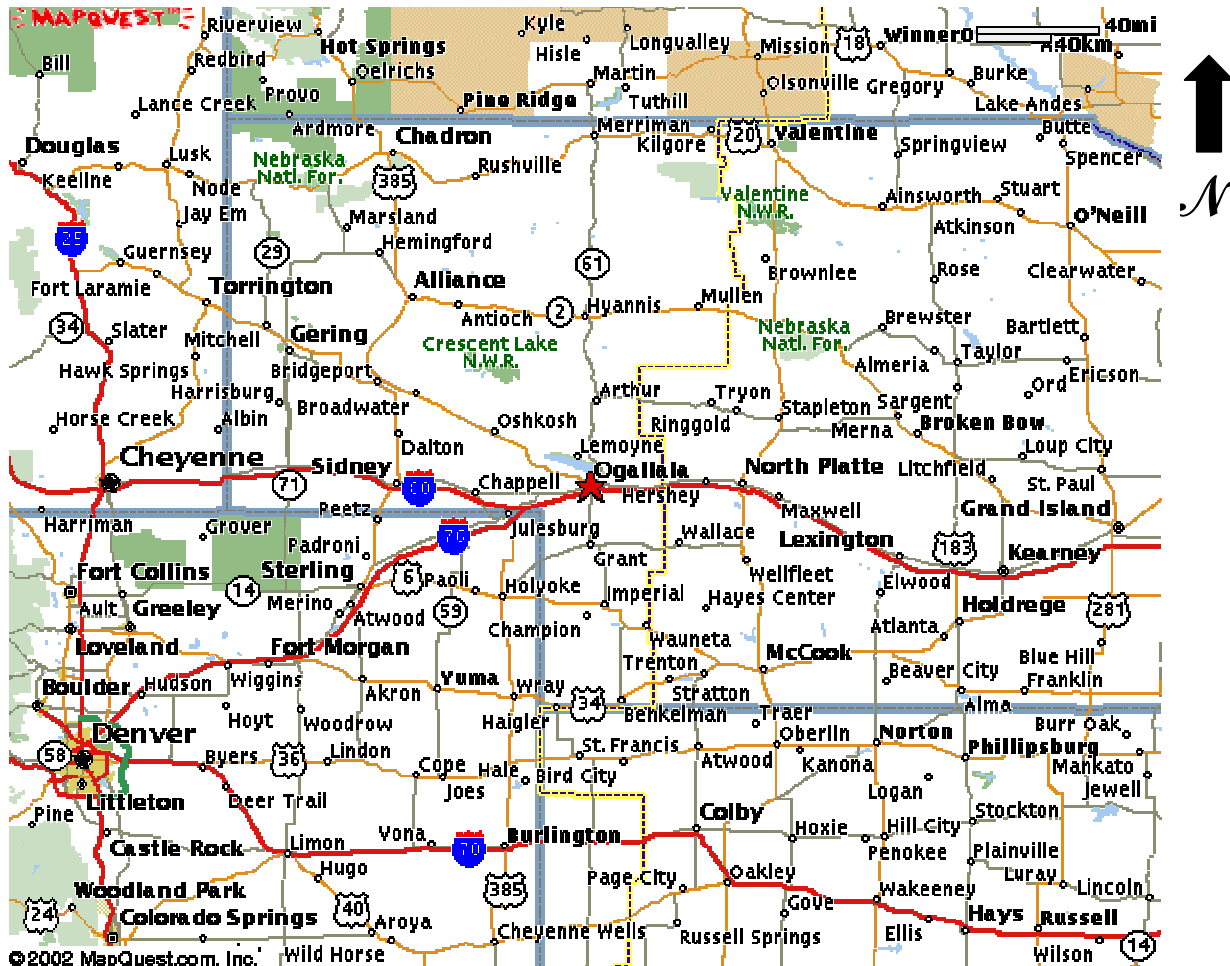 MAPQUEST™
Riverview
Kyle
Longvalley
Mission
18
Winner
0
40mi
40km
Hot Springs
Hisle
Redbird
Bill
Oelrichs
Martin
Olsonville
Gregory
Burke
Lance Creek
Provo
Pine Ridge
Tuthill
Lake Andes
Ardmore
Chadron
Merriman
Kilgore
20
Valentine
Springview
Butte
Spencer
Douglas
Lusk
Nebraska
Natl. For.
385
Rushville
Keeline
Node
Jay Em
Marsland
Valentine
N.W.R.
Ainsworth
Stuart
O'Neill
N
25
Guernsey
29
Hemingford
61
Atkinson
Brownlee
Rose
Clearwater
Fort Laramie
Torrington
Alliance
Antioch
2
Hyannis
Mullen
34
Slater
Mitchell
Gering
Crescent Lake
N.W.R.
Nebraska
Natl. For.
Brewster
Bartlett
Almeria
Taylor
Hawk Springs
Bridgeport
Harrisburg
Broadwater
Arthur
Tryon
Ord
Ericson
Horse Creek
Albin
Oshkosh
Ringgold
Stapleton
Sargent
Merna
Broken Bow
Dalton
Lemoyne
Loup City
Cheyenne
Sidney
71
80
Chappell
Ogallala
Hershey
North Platte
Litchfield
St. Paul
Harriman
Grover
Peetz
Julesburg
Maxwell
Grand Island
Padroni
70
Wallace
Lexington
183
Kearney
Fort Collins
Sterling
Grant
Wellfleet
Elwood
14
6
Paoli
Holyoke
Imperial
Hayes Center
Holdrege
281
Ault
Greeley
Merino
Atwood
59
Champion
Atlanta
Loveland
Fort Morgan
Wauneta
Trenton
McCook
Beaver City
Blue Hill
Boulder
Hudson
Wiggins
Akron
Yuma
Wray
34
Stratton
Franklin
Hoyt
Woodrow
Haigler
Benkelman
Traer
Alma
Burr Oak
Denver
58
Byers
36
Lindon
St. Francis
Oberlin
Norton
Phillipsburg
Cope
Hale
Bird City
Atwood
Kanona
Mankato
Jewell
Littleton
Joes
Logan
Deer Trail
Pine
Colby
Stockton
Vona
70
Burlington
Hoxie
Hill City
Castle Rock
Limon
Penokee
Plainville
Hugo
385
Page City
Oakley
Luray
Lincoln
Woodland Park
24
40
Wakeeney
Gove
Colorado Springs
Aroya
Cheyenne Wells
Russell Springs
Ellis
Hays
Russell
Wild Horse
Wilson
14
©2002 MapQuest.com, Inc.